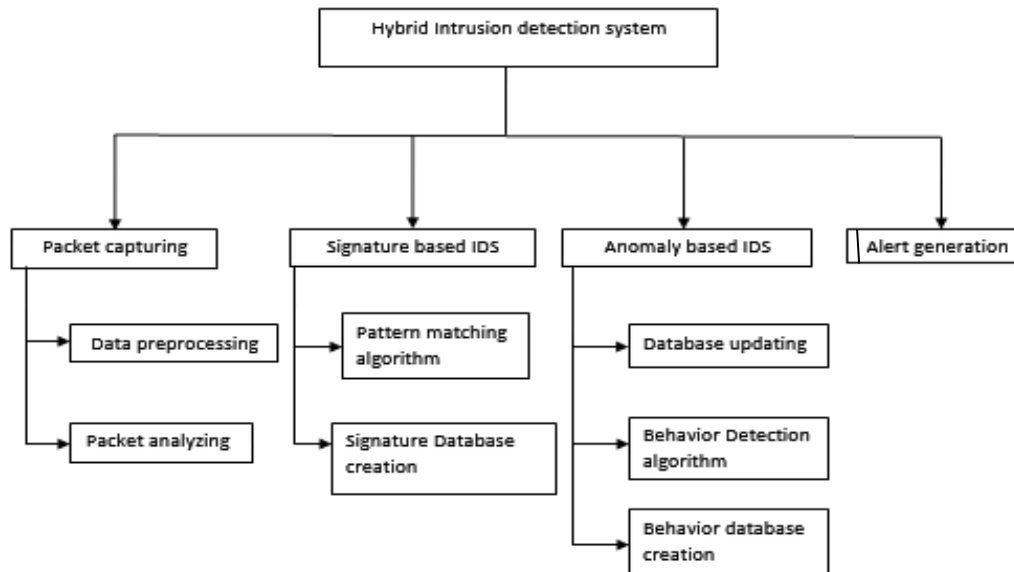 Hybrid Intrusion detection system
Packet capturing
Signature based IDS
Anomaly based IDS
Alert generation
Data preprocessing
Packet analyzing
Pattern matching
algorithm
Signature Database
creation
Database updating
Behavior Detection
algorithm
Behavior database
creation